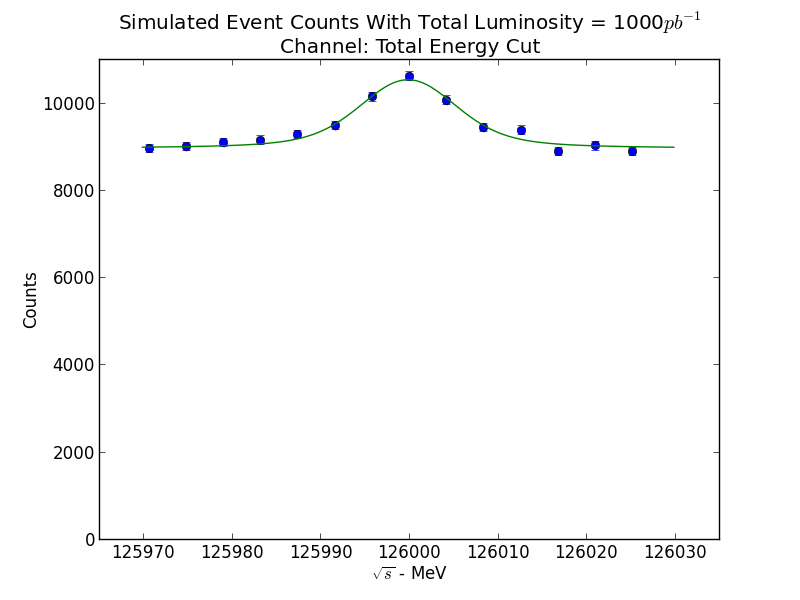 Simulated Event Counts With Total Luminosity = 1000pb⁻¹
Channel: Total Energy Cut
10000
8000
6000
4000
2000
0
Counts
125970 125980 125990 126000 126010 126020 126030
√s - MeV